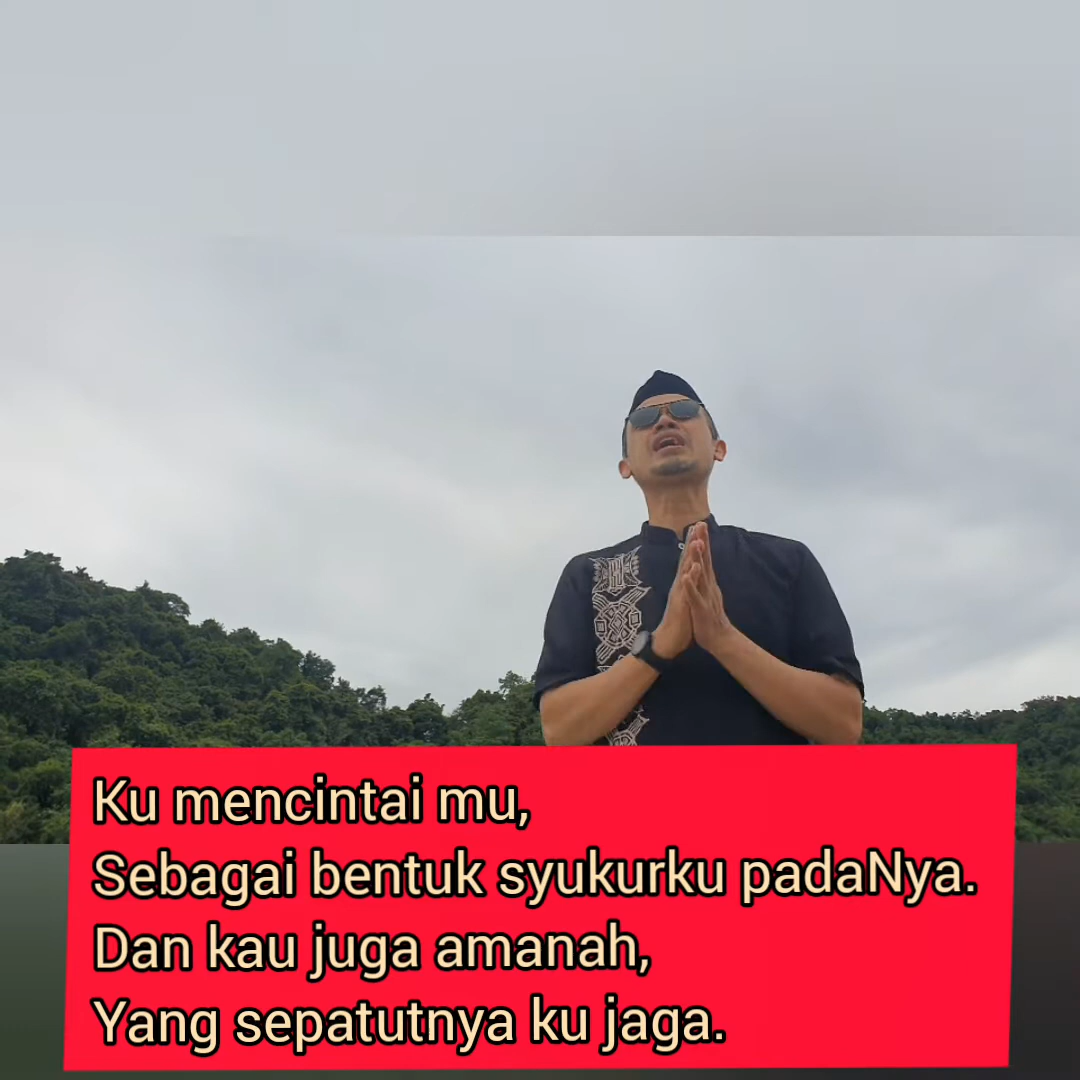 Ku mencintai mu,
Sebagai bentuk syukurku padaNya.
Dan kau juga amanah,
Yang sepatutnya ku jaga.